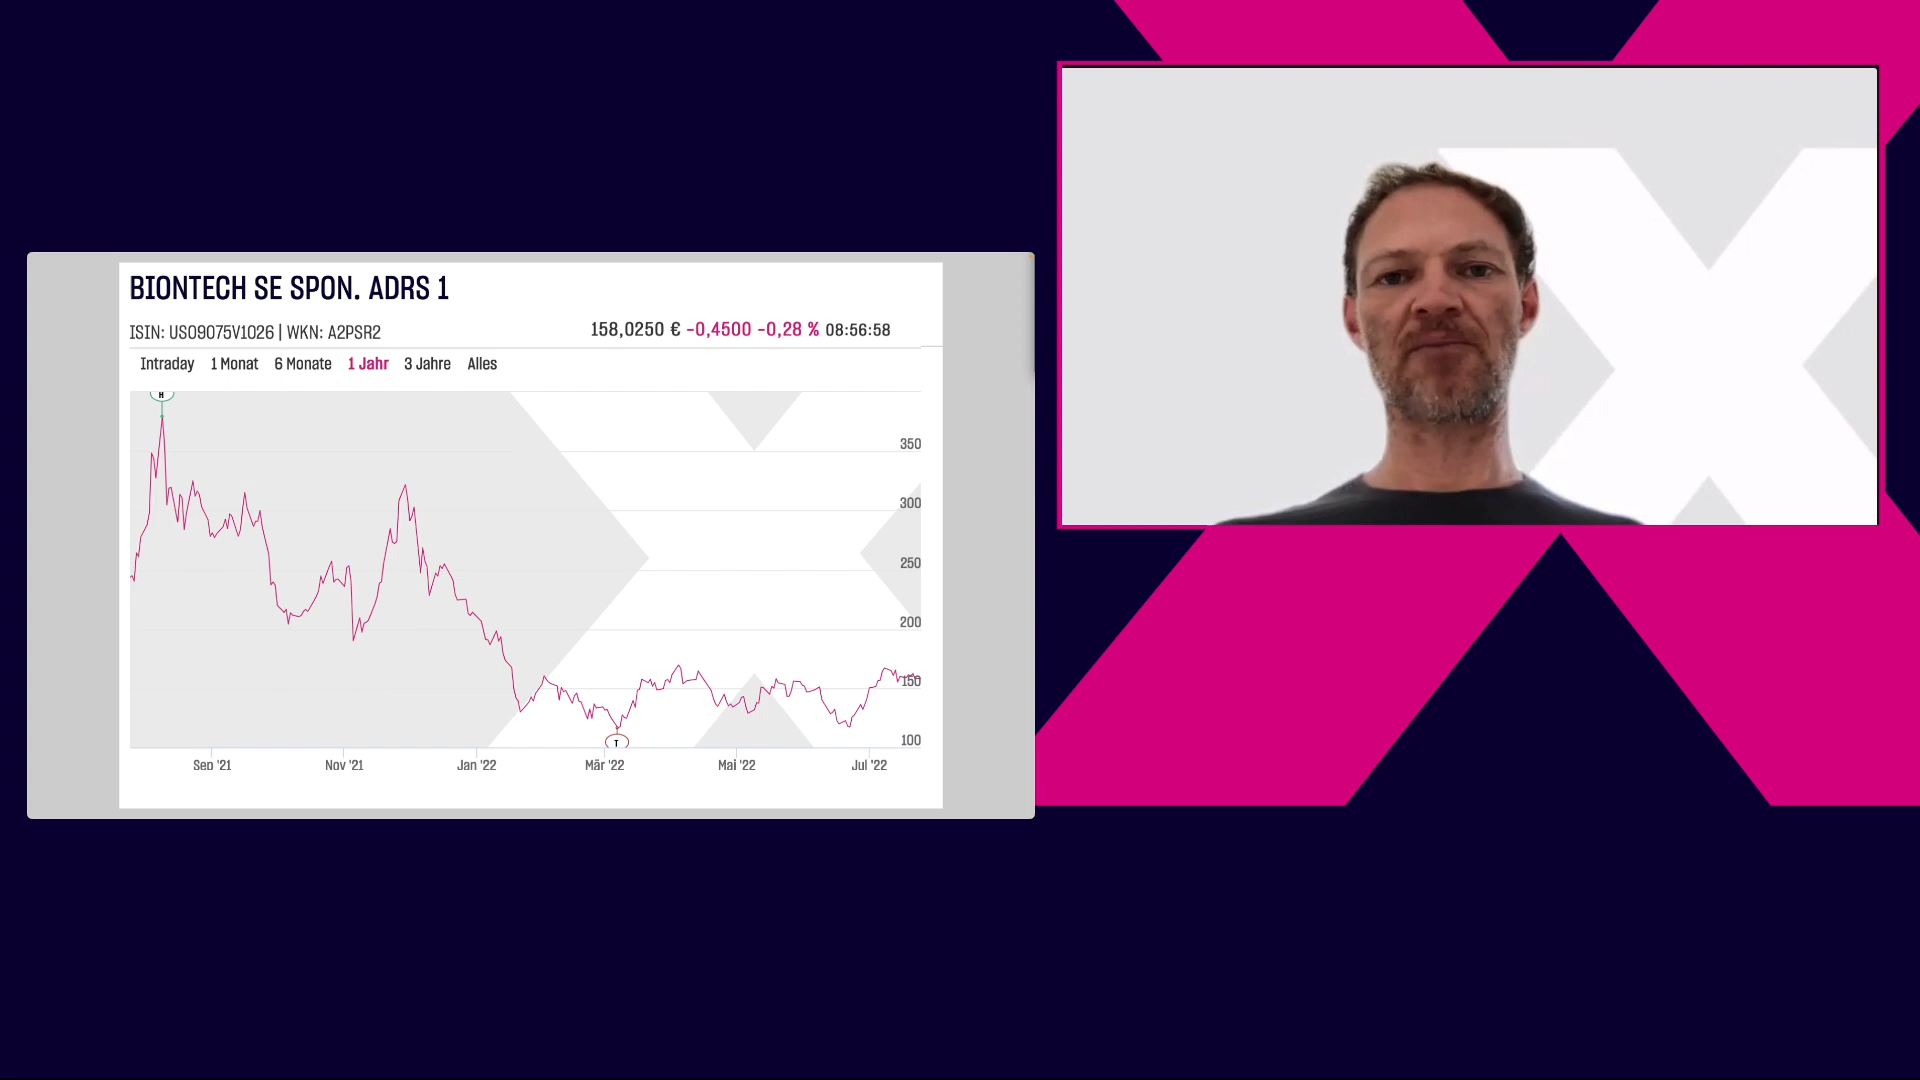 BIONTECH SE SPON. ADRS 1
ISIN: US09075V1026 | WKN: A2PSR2
158,0250 € -0,4500 -0,28 % 08:56:58
Intraday 1 Monat 6 Monate 1 Jahr 3 Jahre Alles
H
350
300
250
200
150
100
T
Sep '21 Nov '21 Jan '22 Mär '22 Mai '22 Jul '22